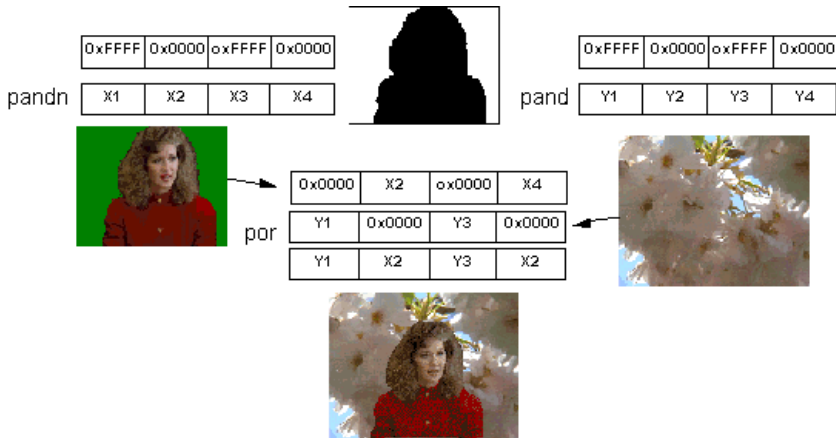 0xFFFF 0x0000 oxFFFF 0x0000
pandn X1 X2 X3 X4
0xFFFF 0x0000 oxFFFF 0x0000
pand Y1 Y2 Y3 Y4
0x0000 X2 ox0000 X4
por Y1 0x0000 Y3 0x0000
Y1 X2 Y3 X2